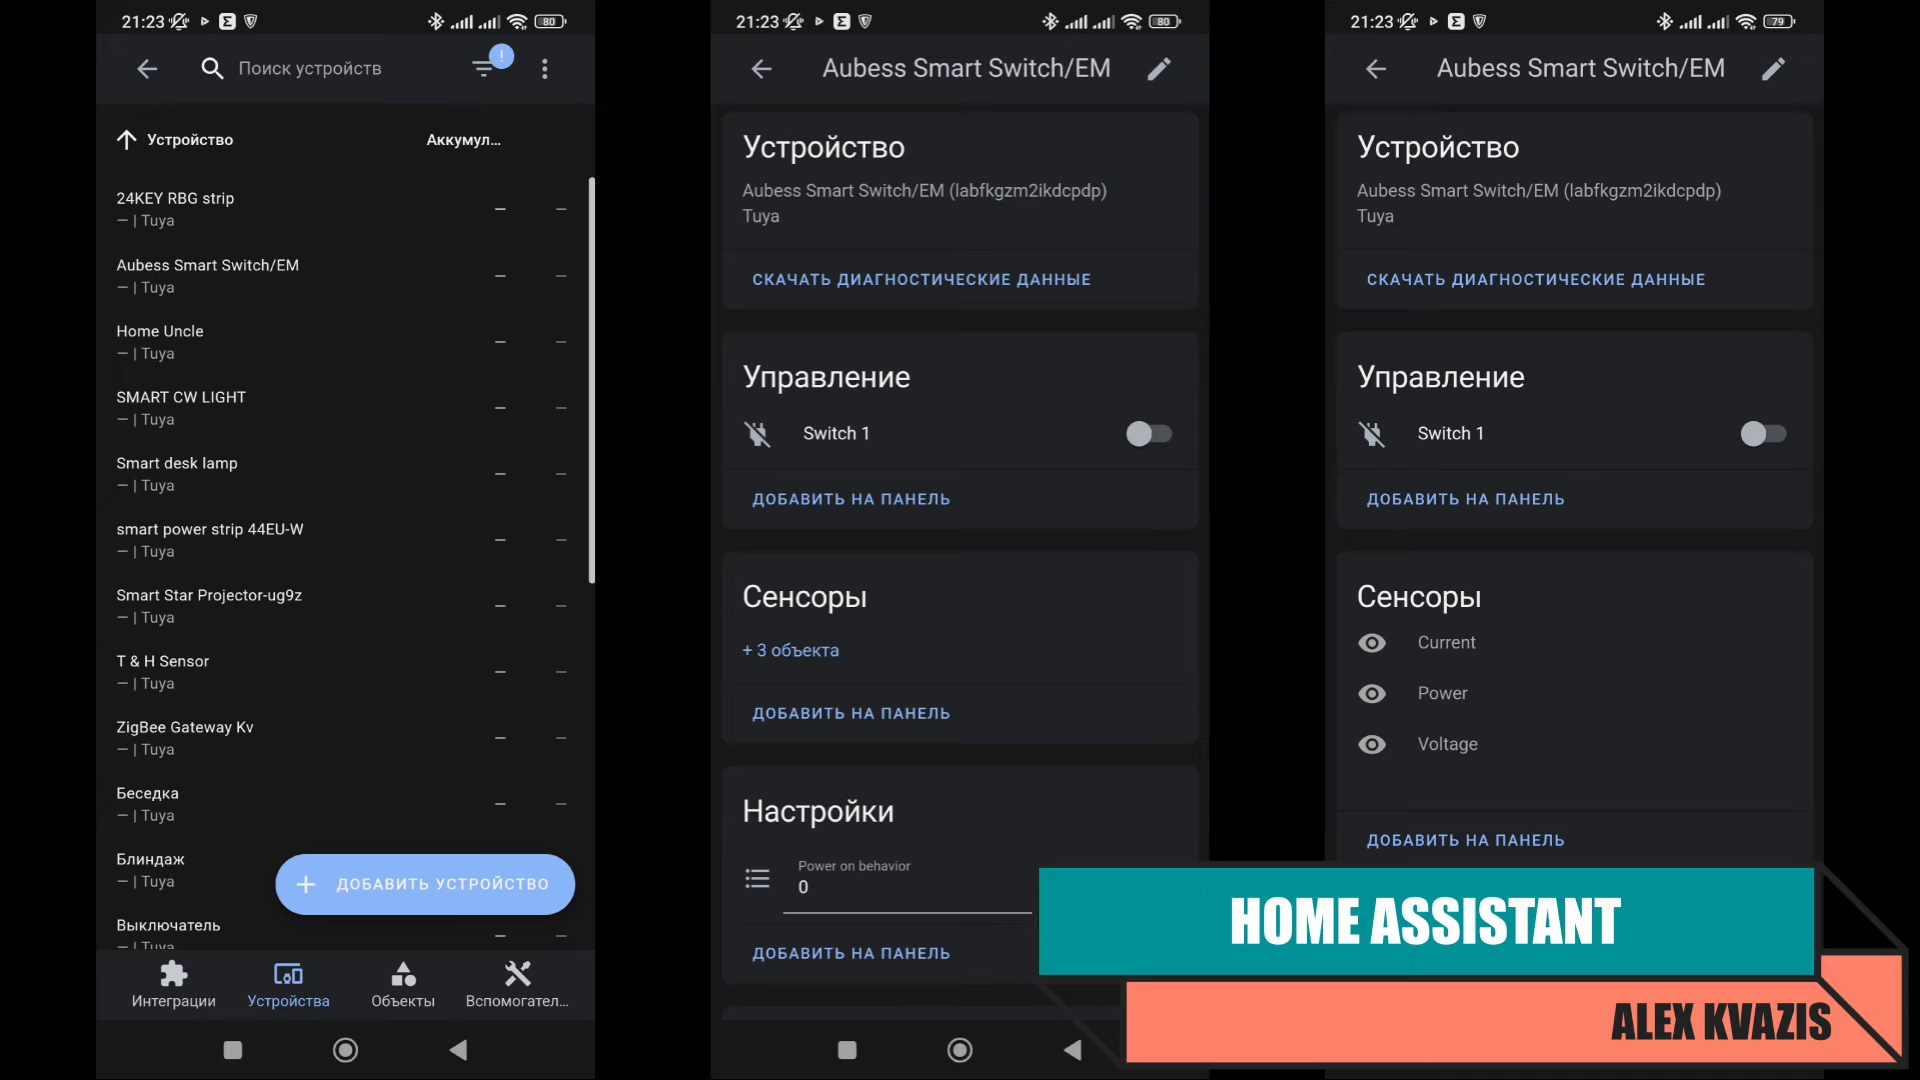 21:23
80
Поиск устройств
!
Устройство
Аккумул...
24KEY RBG strip
— | Tuya
Aubess Smart Switch/EM
— | Tuya
Home Uncle
— | Tuya
SMART CW LIGHT
— | Tuya
Smart desk lamp
— | Tuya
smart power strip 44EU-W
— | Tuya
Smart Star Projector-ug9z
— | Tuya
T & H Sensor
— | Tuya
ZigBee Gateway Kv
— | Tuya
Беседка
— | Tuya
Блиндаж
— | Tuya
ДОБАВИТЬ УСТРОЙСТВО
Выключатель
— | Tuya
Интеграции
Устройства
Объекты
Вспомогател...
21:23
80
Aubess Smart Switch/EM
Устройство
Aubess Smart Switch/EM (labfkgzm2ikdcpdp)
Tuya
СКАЧАТЬ ДИАГНОСТИЧЕСКИЕ ДАННЫЕ
Управление
Switch 1
ДОБАВИТЬ НА ПАНЕЛЬ
Сенсоры
+ 3 объекта
ДОБАВИТЬ НА ПАНЕЛЬ
Настройки
Power on behavior
0
ДОБАВИТЬ НА ПАНЕЛЬ
21:23
79
Aubess Smart Switch/EM
Устройство
Aubess Smart Switch/EM (labfkgzm2ikdcpdp)
Tuya
СКАЧАТЬ ДИАГНОСТИЧЕСКИЕ ДАННЫЕ
Управление
Switch 1
ДОБАВИТЬ НА ПАНЕЛЬ
Сенсоры
Current
Power
Voltage
ДОБАВИТЬ НА ПАНЕЛЬ
HOME ASSISTANT
ALEX KVAZIS